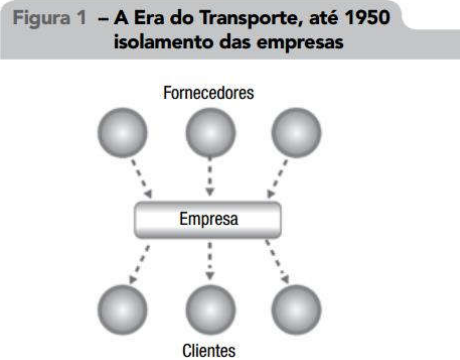 Figura 1 – A Era do Transporte, até 1950
isolamento das empresas
Fornecedores
Empresa
Clientes